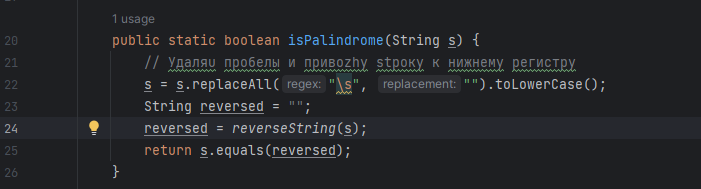 1 usage
20 public static boolean isPalindrome(String s) {
21 // Удаляu пробелы и привоzhy строку к нижнему регистру
22 s = s.replaceAll( regex: "\s", replacement: "").toLowerCase();
23 String reversed = "";
24 reversed = reverseString(s);
25 return s.equals(reversed);
26 }